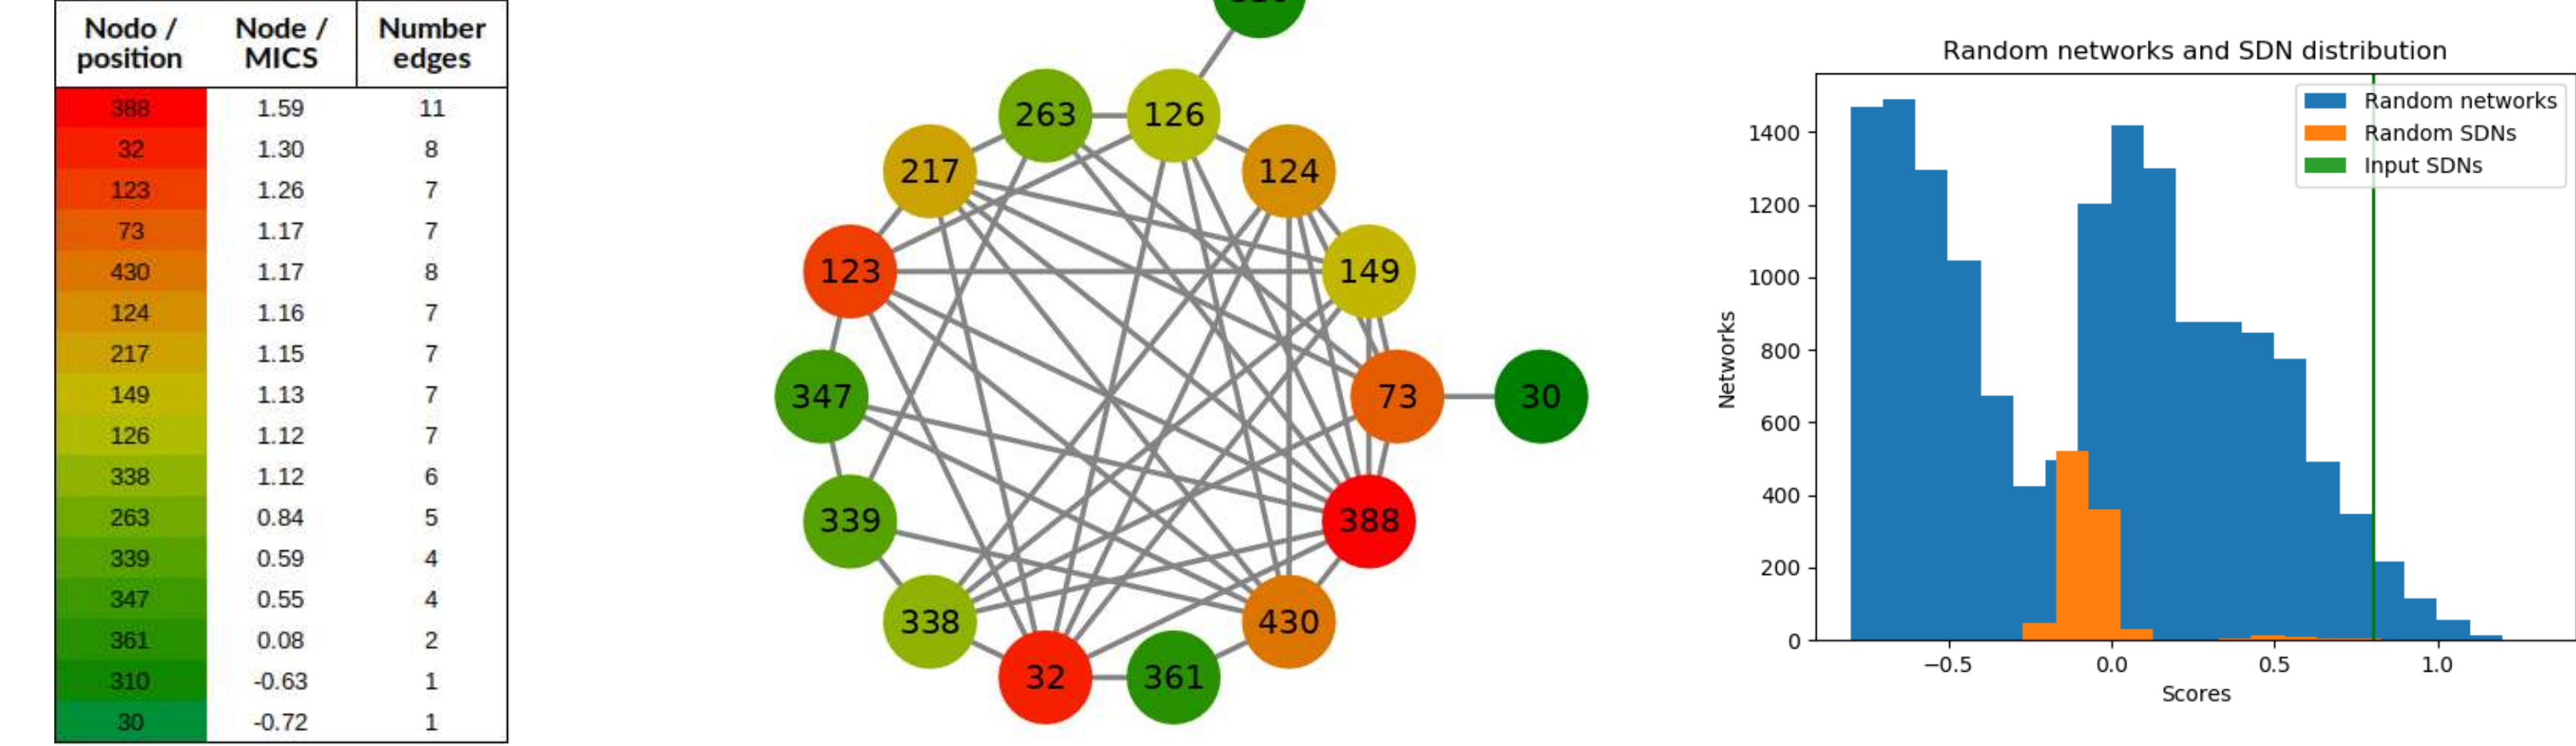 Nodo / position
Node / MICS
Number edges
388 1.59 11
32 1.30 8
123 1.26 7
73 1.17 7
430 1.17 8
124 1.16 7
217 1.15 7
149 1.13 7
126 1.12 7
338 1.12 6
263 0.84 5
339 0.59 4
347 0.55 4
361 0.08 2
310 -0.63 1
30 -0.72 1
263
126
217
124
123
149
347
73
30
339
388
338
430
32
361
Random networks and SDN distribution
Random networks
Random SDNs
Input SDNs
1400
1200
1000
800
600
400
200
0
Networks
−0.5 0.0 0.5 1.0
Scores